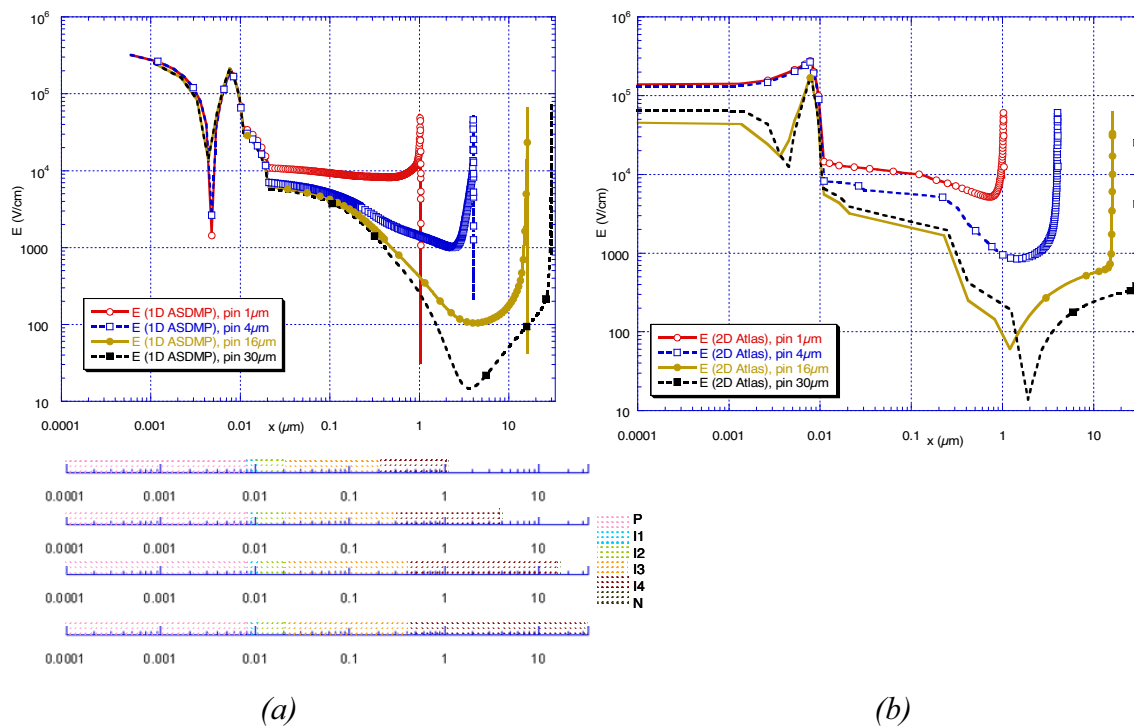 10⁶
10⁵
10⁴
1000
100
10
E (V/cm)
E (1D ASDMP), pin 1µm
E (1D ASDMP), pin 4µm
E (1D ASDMP), pin 16µm
E (1D ASDMP), pin 30µm
0.0001 0.001 0.01 0.1 1 10
x (µm)
10⁶
10⁵
10⁴
1000
100
10
E (V/cm)
E (2D Atlas), pin 1µm
E (2D Atlas), pin 4µm
E (2D Atlas), pin 16µm
E (2D Atlas), pin 30µm
0.0001 0.001 0.01 0.1 1 10
x (µm)
0.0001 0.001 0.01 0.1 1 10
0.0001 0.001 0.01 0.1 1 10
0.0001 0.001 0.01 0.1 1 10
0.0001 0.001 0.01 0.1 1 10
P
I1
I2
I3
I4
N
(a)
(b)